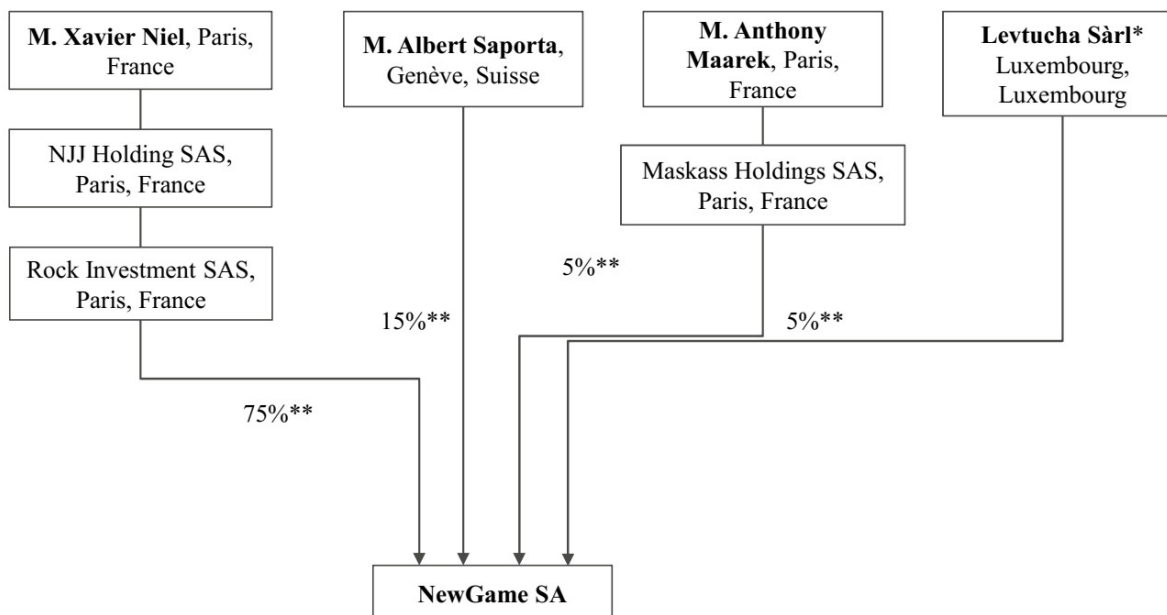 M. Xavier Niel, Paris,
France
M. Albert Saporta,
Genève, Suisse
M. Anthony
Maarek, Paris,
France
Levtucha Sàrl*
Luxembourg,
Luxembourg
NJJ Holding SAS,
Paris, France
Maskass Holdings SAS,
Paris, France
Rock Investment SAS,
Paris, France
5%**
15%**
5%**
75%**
NewGame SA